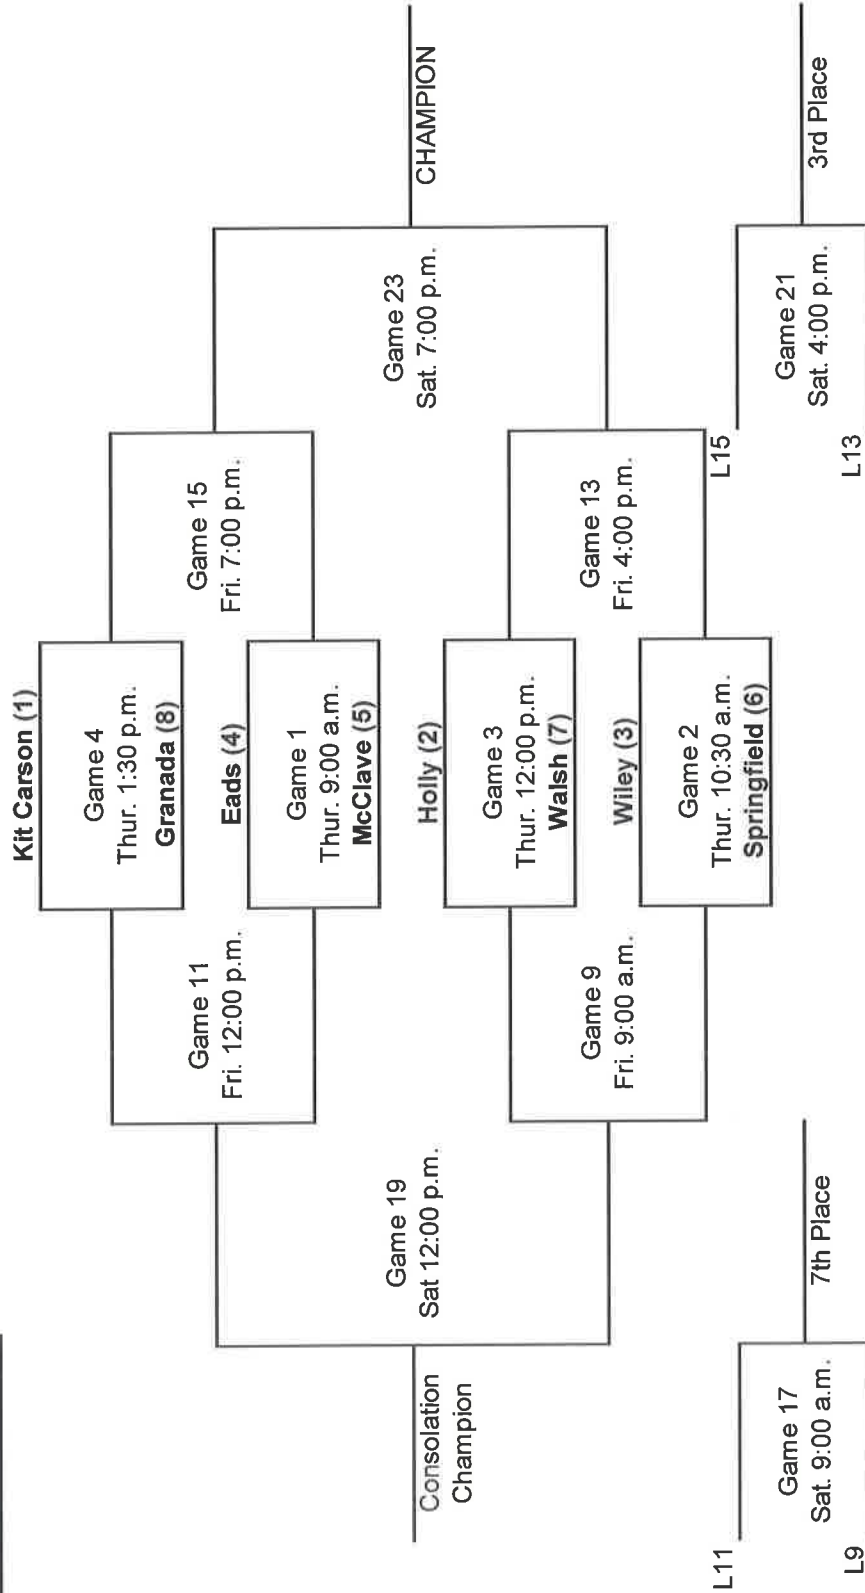 Kit Carson (1)
Game 4
Thur. 1:30 p.m.
Granada (8)
Eads (4)
Game 1
Thur. 9:00 a.m.
McClave (5)
Holly (2)
Game 3
Thur. 12:00 p.m.
Walsh (7)
Wiley (3)
Game 2
Thur. 10:30 a.m.
Springfield (6)
Game 11
Fri. 12:00 p.m.
Game 9
Fri. 9:00 a.m.
Game 15
Fri. 7:00 p.m.
Game 13
Fri. 4:00 p.m.
Game 19
Sat 12:00 p.m.
Game 23
Sat. 7:00 p.m.
Consolation
Champion
CHAMPION
L11
Game 17
Sat. 9:00 a.m.
L9
7th Place
L15
Game 21
Sat. 4:00 p.m.
L13
3rd Place